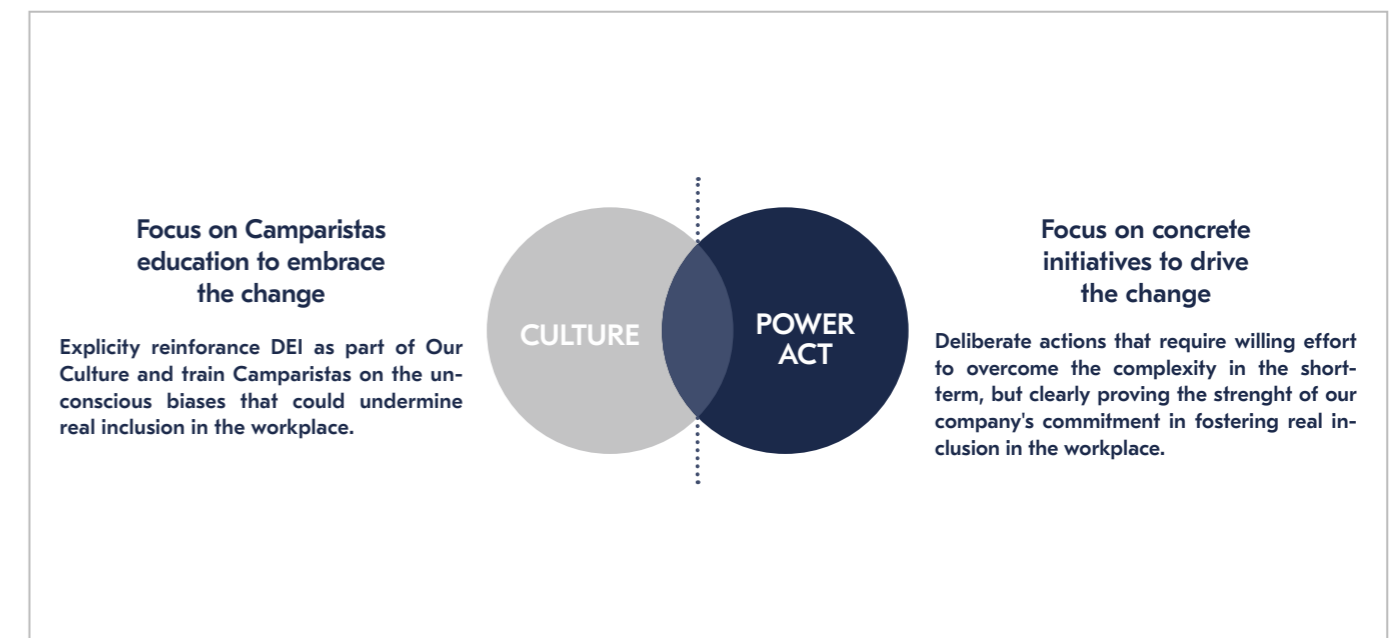 Focus on Camparistas
education to embrace
the change
Explicity reinforance DEI as part of Our
Culture and train Camparistas on the un-
conscious biases that could undermine
real inclusion in the workplace.
CULTURE
POWER
ACT
Focus on concrete
initiatives to drive
the change
Deliberate actions that require willing effort
to overcome the complexity in the short-
term, but clearly proving the strenght of our
company's commitment in fostering real in-
clusion in the workplace.